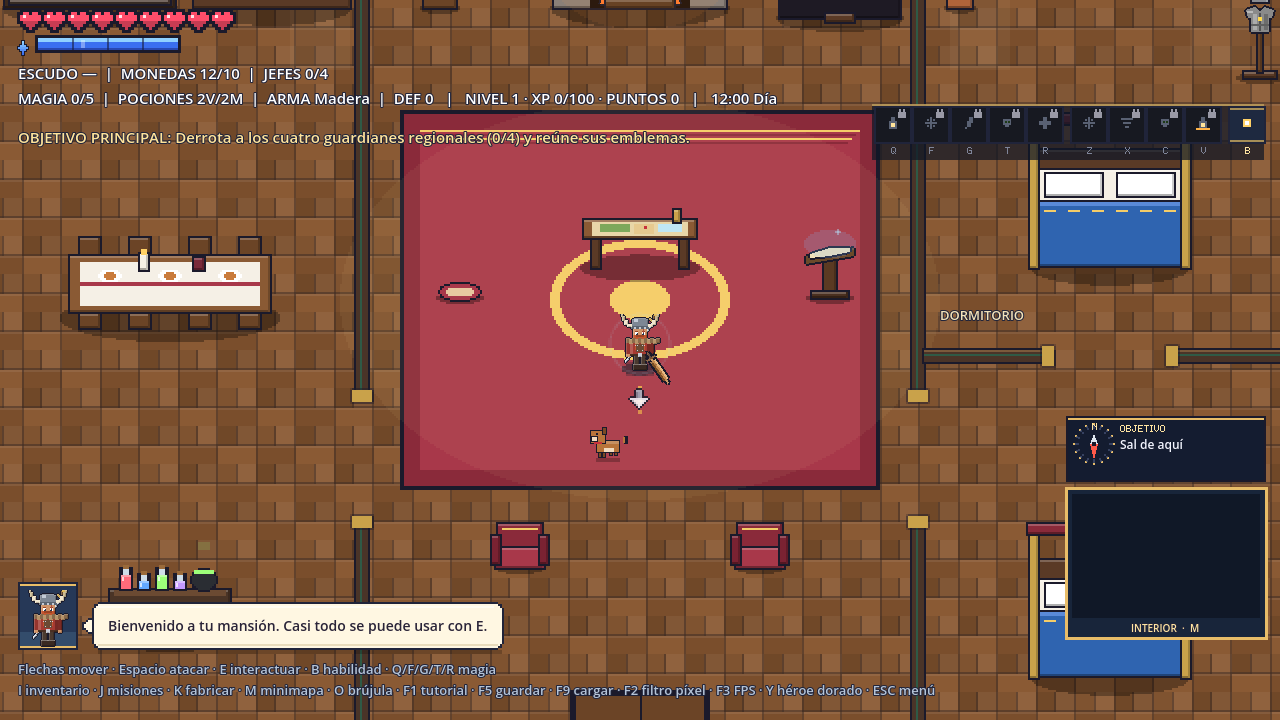 ESCUDO — | MONEDAS 12/10 | JEFES 0/4
MAGIA 0/5 | POCIONES 2V/2M | ARMA Madera | DEF 0 | NIVEL 1 · XP 0/100 · PUNTOS 0 | 12:00 Día
OBJETIVO PRINCIPAL: Derrota a los cuatro guardianes regionales (0/4) y reúne sus emblemas.
Q F G T R Z X C V B
DORMITORIO
N
OBJETIVO
Sal de aquí
INTERIOR · M
Bienvenido a tu mansión. Casi todo se puede usar con E.
Flechas mover · Espacio atacar · E interactuar · B habilidad · Q/F/G/T/R magia
I inventario · J misiones · K fabricar · M minimapa · O brújula · F1 tutorial · F5 guardar · F9 cargar · F2 filtro píxel · F3 FPS · Y héroe dorado · ESC menú